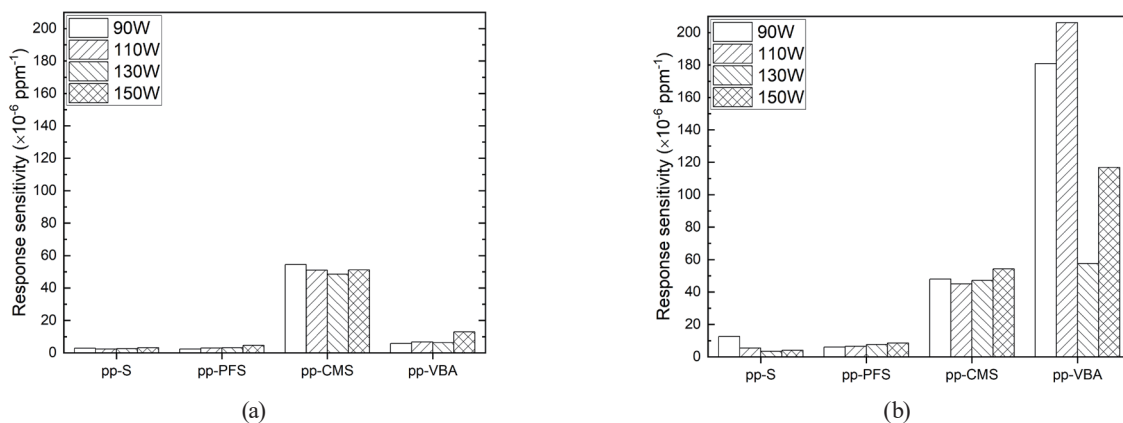 Response sensitivity (×10⁻⁶ ppm⁻¹)
200
180
160
140
120
100
80
60
40
20
0
90W
110W
130W
150W
pp-S pp-PFS pp-CMS pp-VBA
(a)
Response sensitivity (×10⁻⁶ ppm⁻¹)
200
180
160
140
120
100
80
60
40
20
0
90W
110W
130W
150W
pp-S pp-PFS pp-CMS pp-VBA
(b)